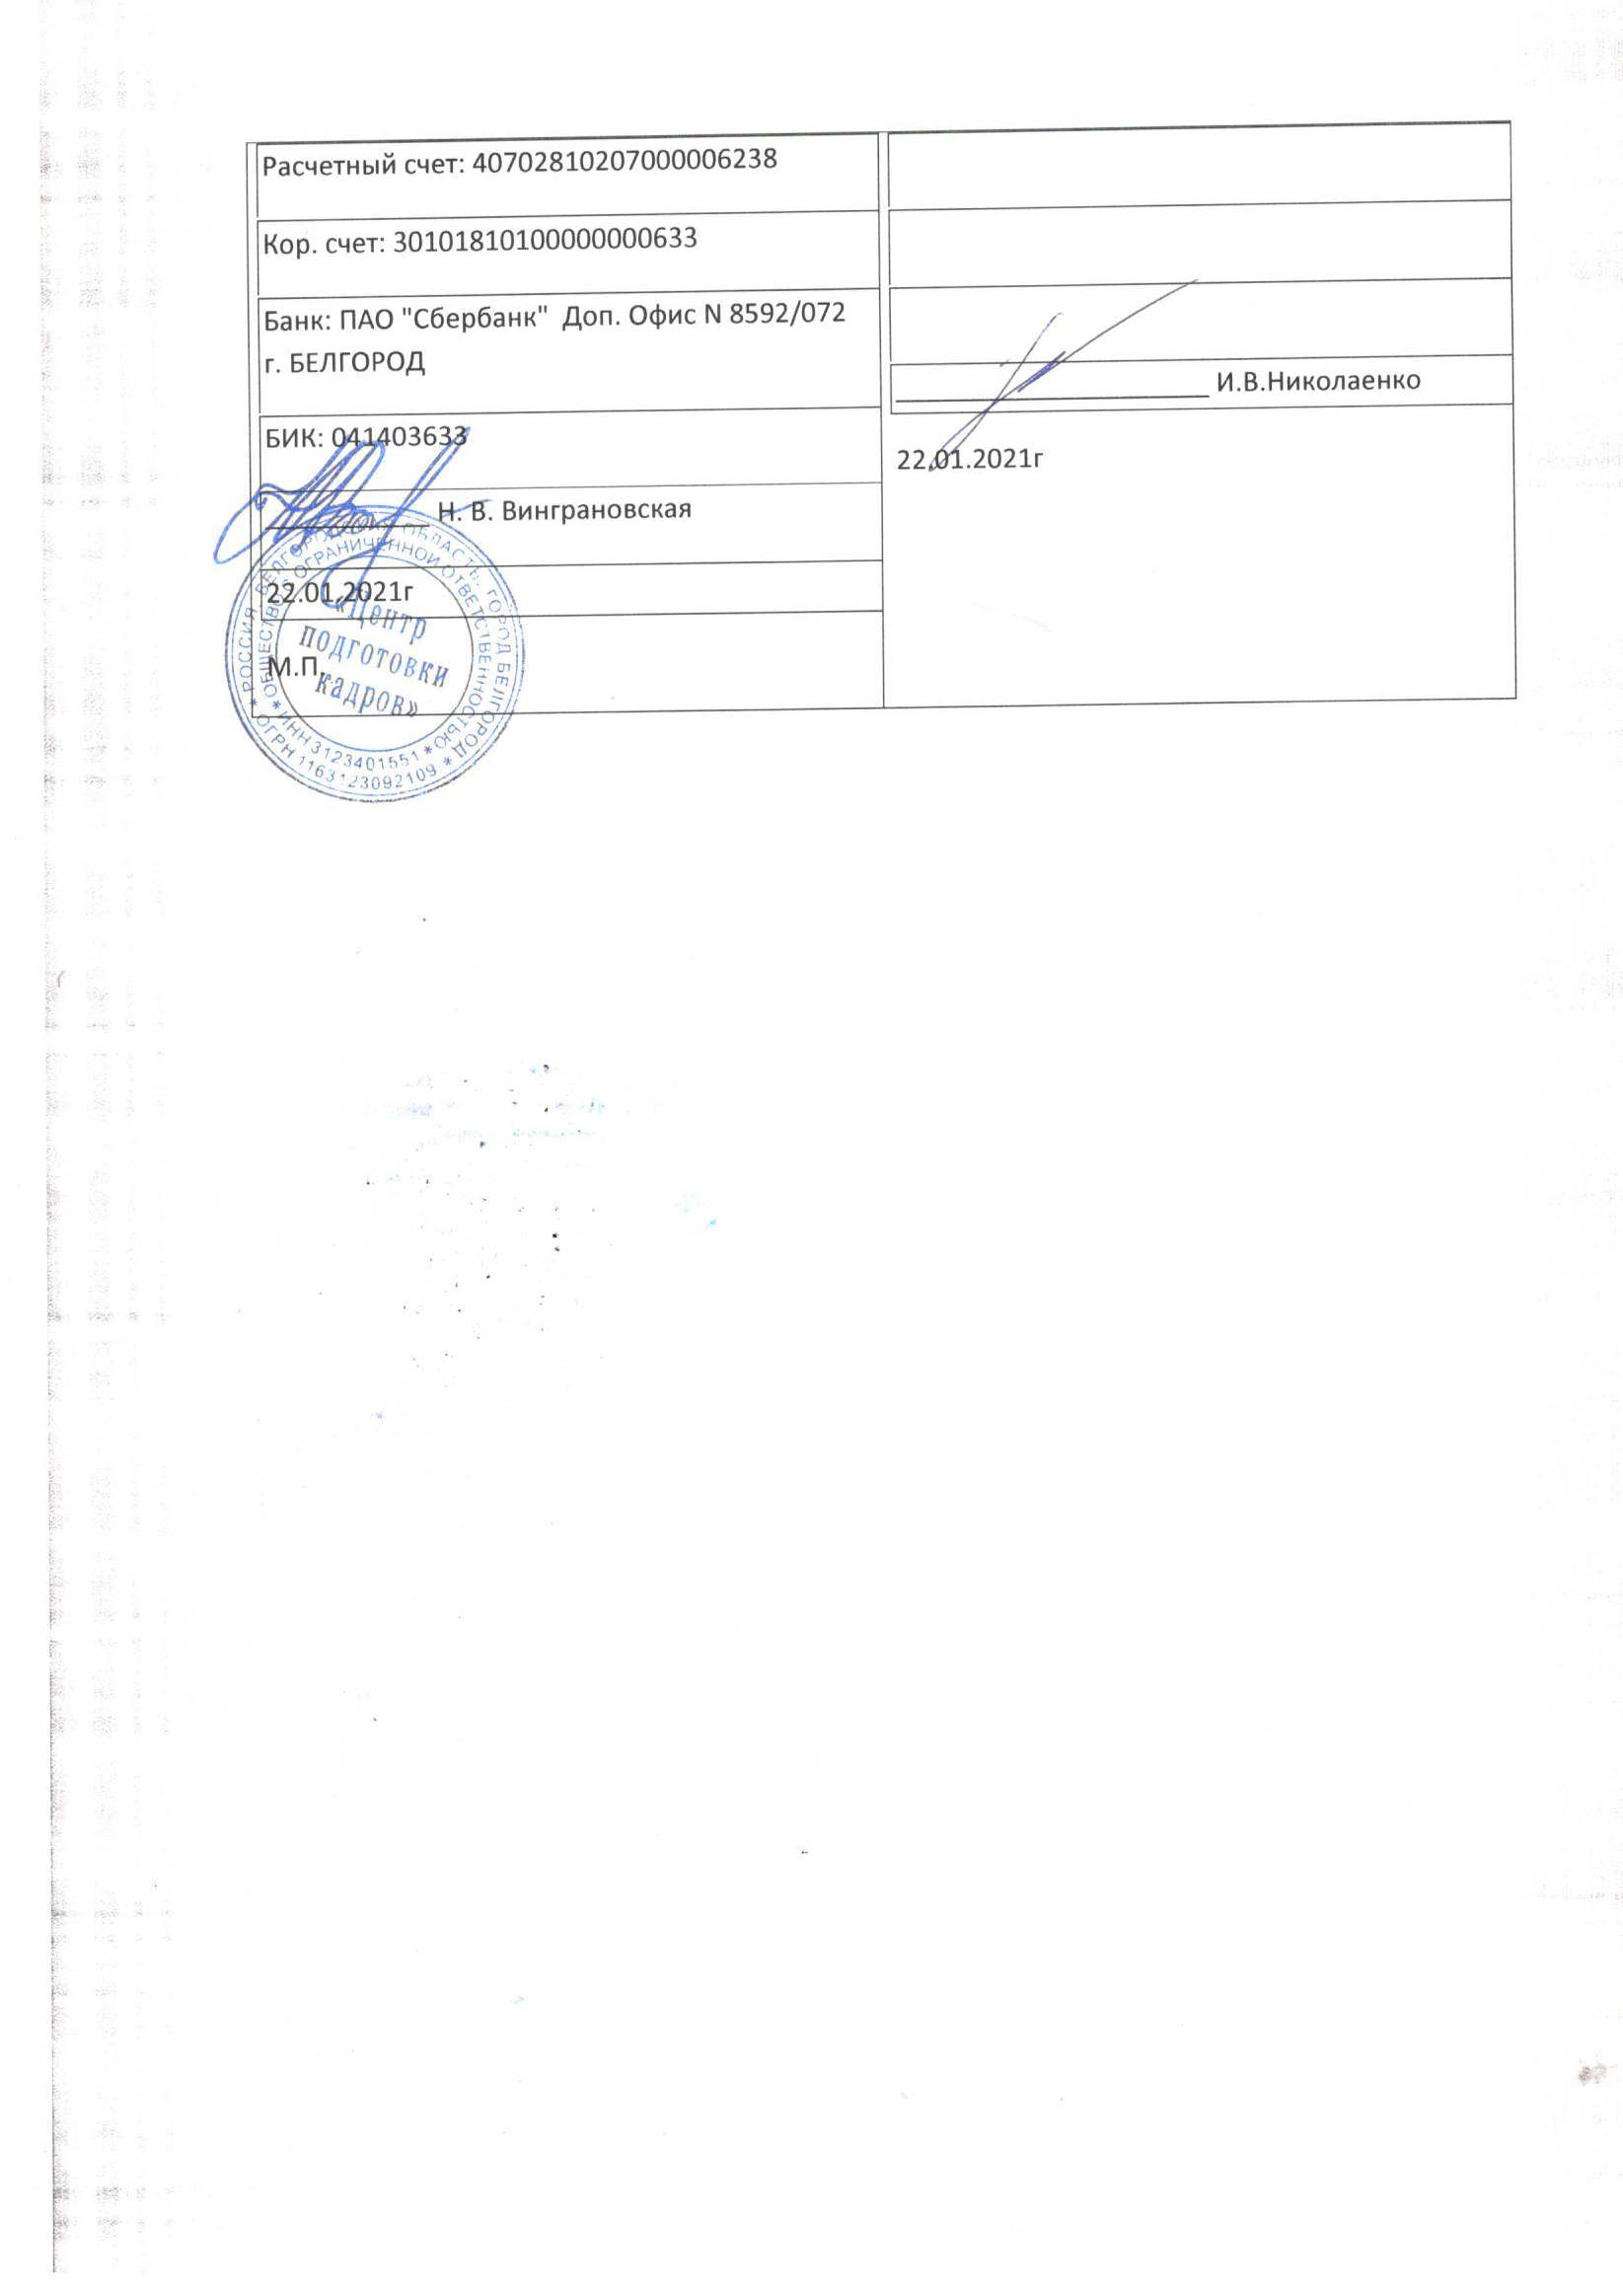 Расчетный счет: 40702810207000006238
Кор. счет: 30101810100000000633
Банк: ПАО "Сбербанк"  Доп. Офис N 8592/072
г. БЕЛГОРОД
БИК: 041403633
Н. В. Винграновская
22.01.2021г
М.П.
И.В.Николаенко
22.01.2021г
* РОССИЯ, БЕЛГОРОДСКАЯ ОБЛАСТЬ, ГОРОД БЕЛГОРОД *
ОГРН 1163123092109
* ОБЩЕСТВО С ОГРАНИЧЕННОЙ ОТВЕТСТВЕННОСТЬЮ *
ИНН 3123401551
«Центр
подготовки
кадров»